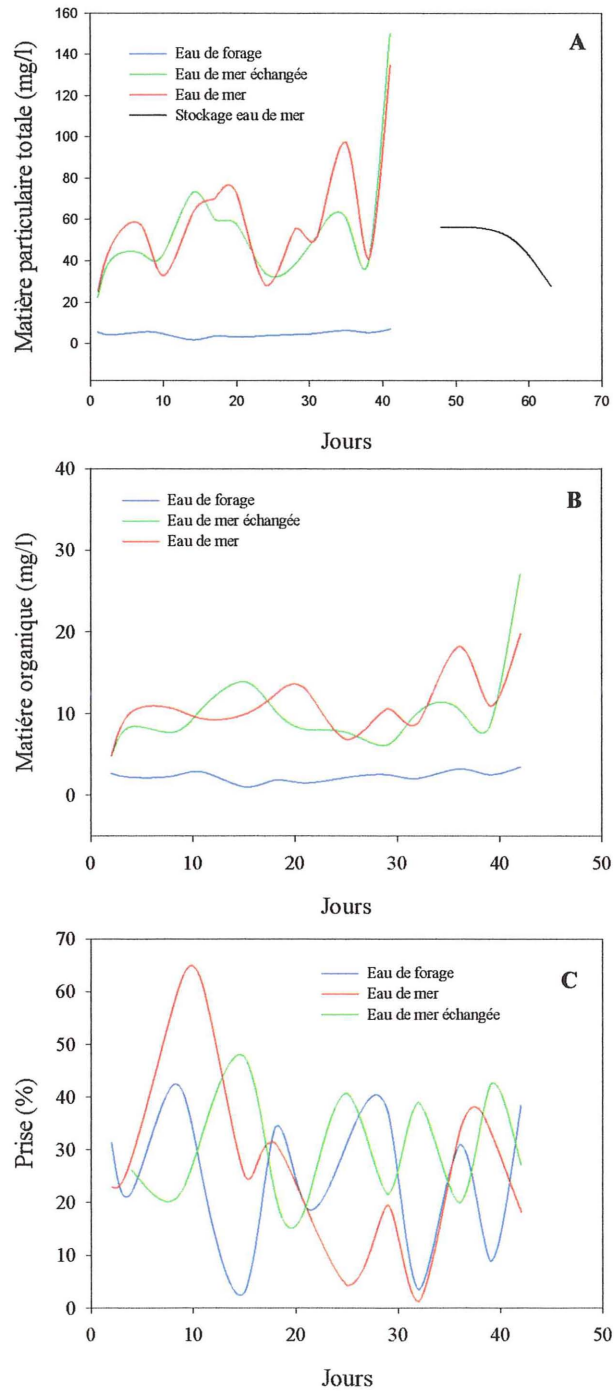 A
Matière particulaire totale (mg/l)
160
140
120
100
80
60
40
20
0
Eau de forage
Eau de mer échangée
Eau de mer
Stockage eau de mer
0 10 20 30 40 50 60 70
Jours
B
Matiére organique (mg/l)
40
30
20
10
0
Eau de forage
Eau de mer échangée
Eau de mer
0 10 20 30 40 50
Jours
C
Prise (%)
70
60
50
40
30
20
10
0
Eau de forage
Eau de mer
Eau de mer échangée
0 10 20 30 40 50
Jours